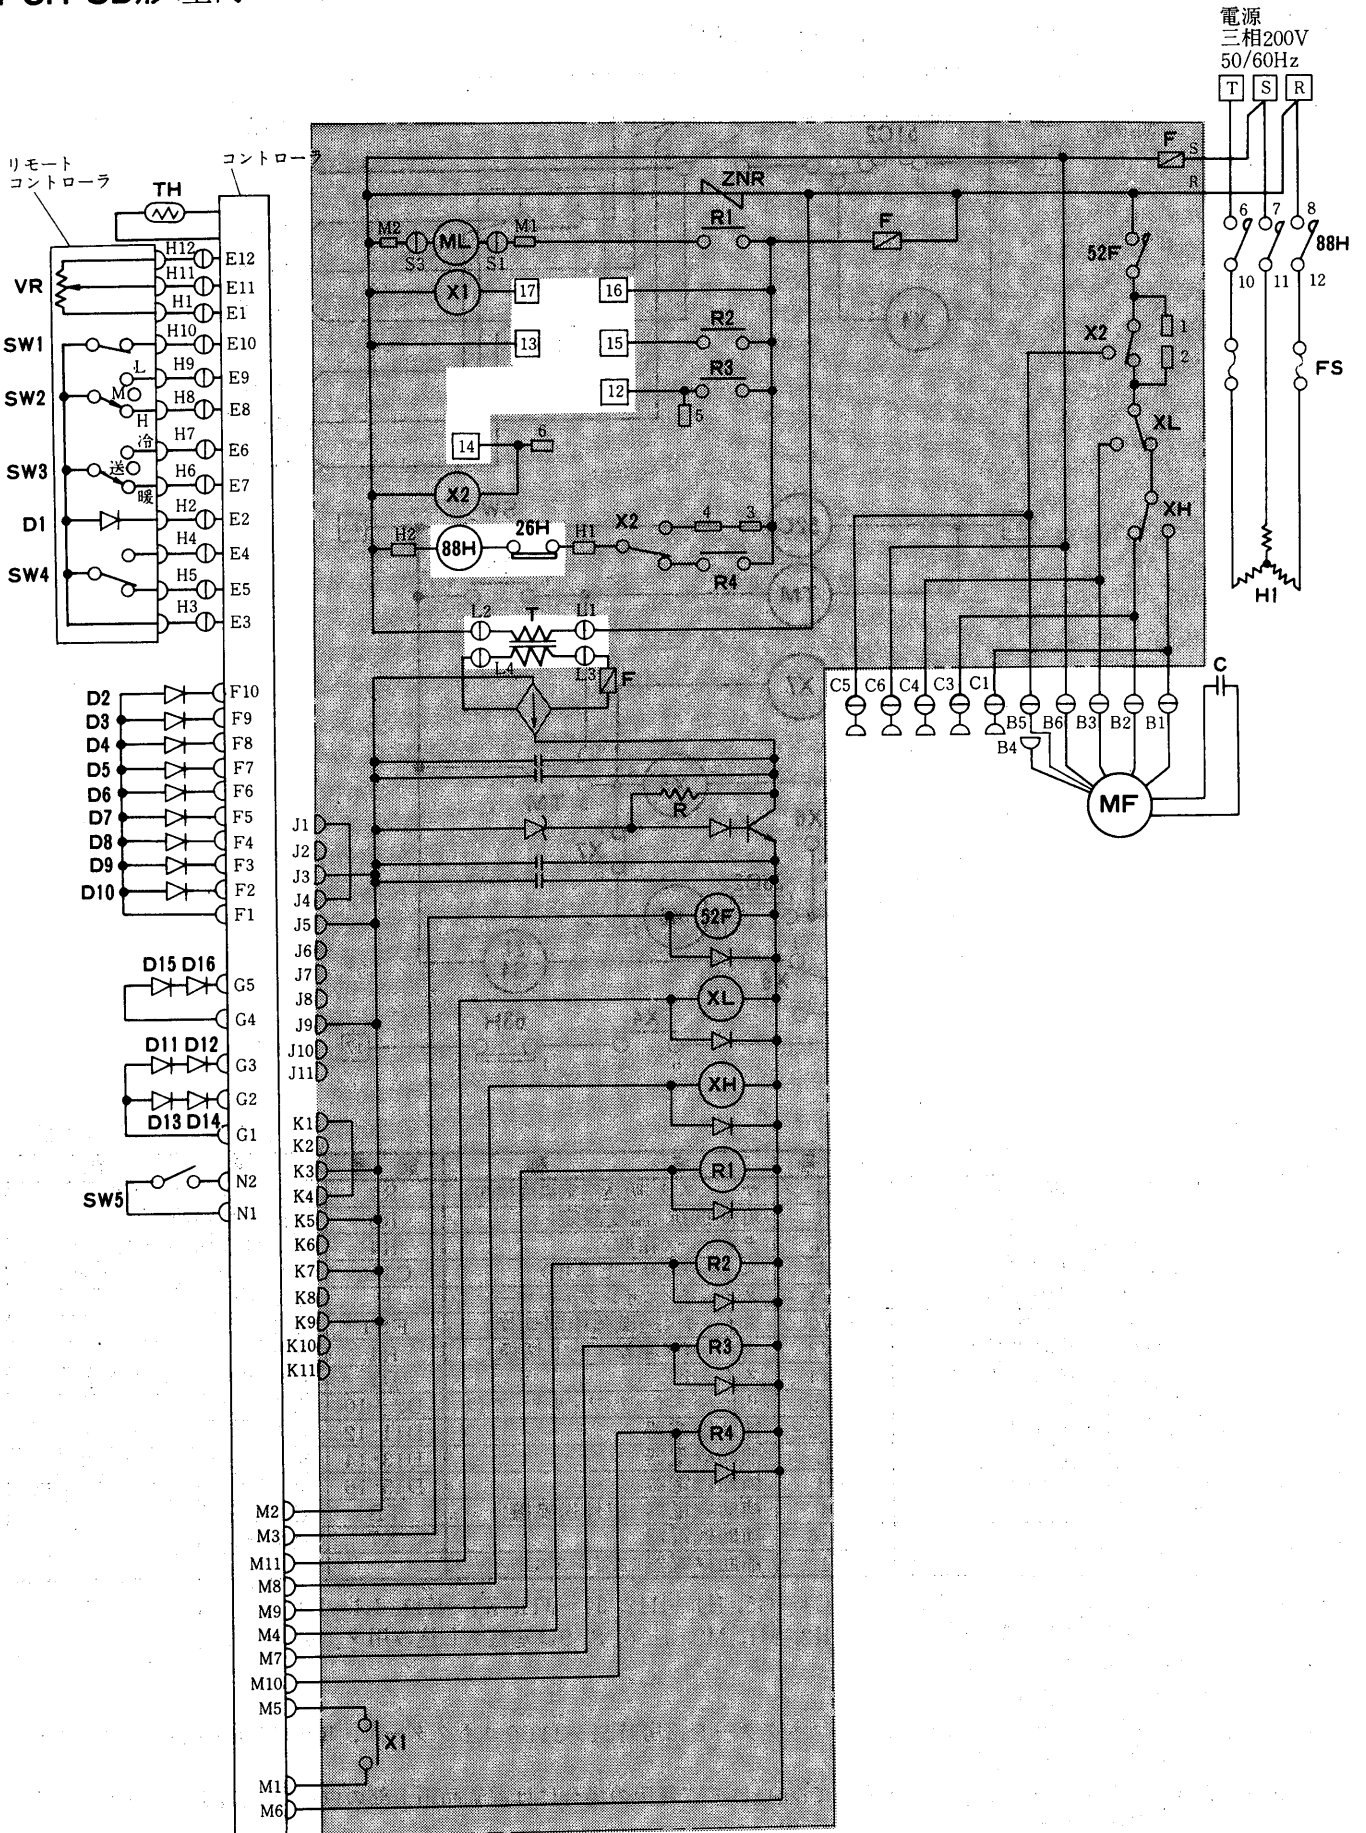 電源
三相200V
50/60Hz
T S R
リモート
コントローラ
コントローラ
TH
VR
SW1
SW2
SW3
D1
SW4
L
M
H
冷
送
暖
H12 E12
H11 E11
H1 E1
H10 E10
H9 E9
H8 E8
H7 E6
H6 E7
H2 E2
H4 E4
H5 E5
H3 E3
D2 F10
D3 F9
D4 F8
D5 F7
D6 F6
D7 F5
D8 F4
D9 F3
D10 F2
F1
D15 D16 G5
G4
D11 D12 G3
G2
D13 D14 G1
SW5 N2
N1
J1
J2
J3
J4
J5
J6
J7
J8
J9
J10
J11
K1
K2
K3
K4
K5
K6
K7
K8
K9
K10
K11
M2
M3
M11
M8
M9
M4
M7
M10
M5
M1
M6
X1
F S
R
ZNR
M2 ML M1 R1 F
S3 S1
X1 17 16
13 15 R2
12 R3
5
14 6
X2
H2 88H 26H H1 X2 4 3
R4
L2 T L1
L4 L3 F
R
52F
XL
XH
R1
R2
R3
R4
52F
X2 1
2
XL
XH
6 7 8
88H
10 11 12
FS
H1
C5 C6 C4 C3 C1
B5 B6 B3 B2 B1
B4
MF
C